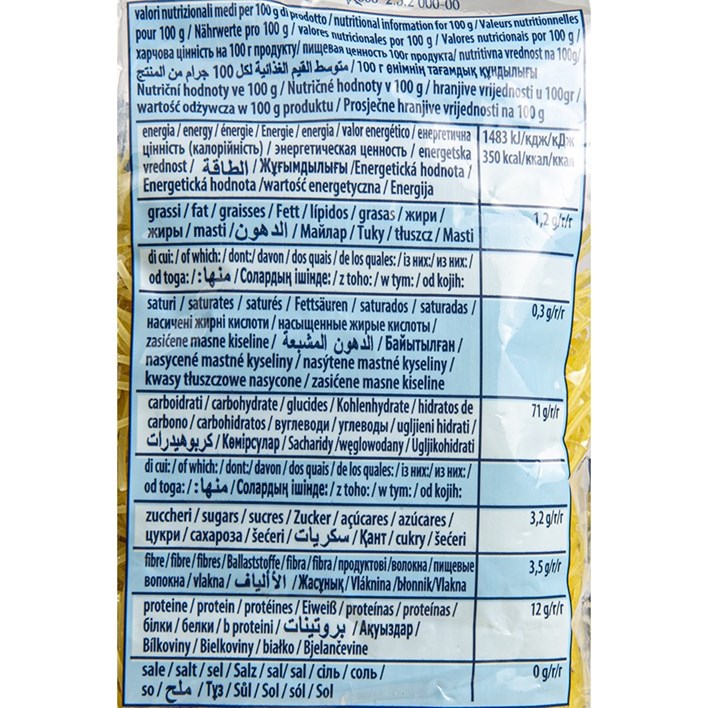 2.5.2 000-00
valori nutrizionali medi per 100 g di prodotto / nutritional information for 100 g / Valeurs nutritionnelles
pour 100 g / Nährwerte pro 100 g / valores nutricionales por 100 g / Valores nutricionais por 100 g /
харчова цінність на 100 г продукту/ пищевая ценность 100г продукта/ nutritivna vrednost na 100g/
متوسط القيم الغذائية لكل 100 جرام من المنتج / 100 г өнімнің тағамдық құндылығы
Nutriční hodnoty ve 100 g / Nutričné hodnoty v 100 g / hranjive vrijednosti u 100gr /
wartość odżywcza w 100 g produktu / Prosječne hranjive vrijednosti na 100 g
energia / energy / énergie / Energie / energia / valor energético / енергетична
цінність (калорійність) / энергетическая ценность / energetska
vrednost / الطاقة / Жұғымдылығы /Energetická hodnota /
Energetická hodnota /wartość energetyczna / Energija
1483 kJ/кдж/кДж
350 kcal/ккал/ккал
grassi / fat / graisses / Fett / lípidos / grasas / жири /
жиры / masti / الدهون / Майлар / Tuky / tłuszcz / Masti
1,2 g/г/г
di cui: / of which: / dont:/ davon / dos quais / de los quales: / із них:/ из них: /
od toga: / منها: / Солардың ішінде: / z toho: / w tym: / od kojih:
saturi / saturates / saturés / Fettsäuren / saturados / saturadas /
насичені жирні кислоти / насыщенные жирые кислоты /
zasićene masne kiseline / الدهون المشبعة / Байытылған /
nasycené mastné kyseliny / nasýtene mastné kyseliny /
kwasy tłuszczowe nasycone / zasićene masne kiseline
0,3 g/г/г
carboidrati / carbohydrate / glucides / Kohlenhydrate / hidratos de
carbono / carbohidratos / вуглеводи / углеводы / ugljieni hidrati /
كربوهيدرات / Көмірсулар / Sacharidy /węglowodany / Ugljikohidrati
71 g/г/г
di cui: / of which: / dont:/ davon / dos quais / de los quales: / із них:/ из них: /
od toga: / منها: / Солардың ішінде: / z toho: / w tym: / od kojih:
zuccheri / sugars / sucres / Zucker / açúcares / azúcares /
цукри / сахароза / šećeri / سكريات / Қант / cukry / šećeri
3,2 g/г/г
fibre / fibre / fibres / Ballaststoffe / fibra / fibra / продуктові / волокна / пищевые
волокна / vlakna / الألياف / Жасуңық / Vláknina /błonnik/Vlakna
3,5 g/г/г
proteine / protein / protéines / Eiweiß / proteínas / proteínas /
білки / белки / b proteini / بروتينات / Ақуыздар /
Bílkoviny / Bielkoviny / białko / Bjelančevine
12 g/г/г
sale / salt / sel / Salz / sal/ sal / сіль / соль /
so / ملح / Тұз / Sůl / Sol / sól / Sol
0 g/г/г